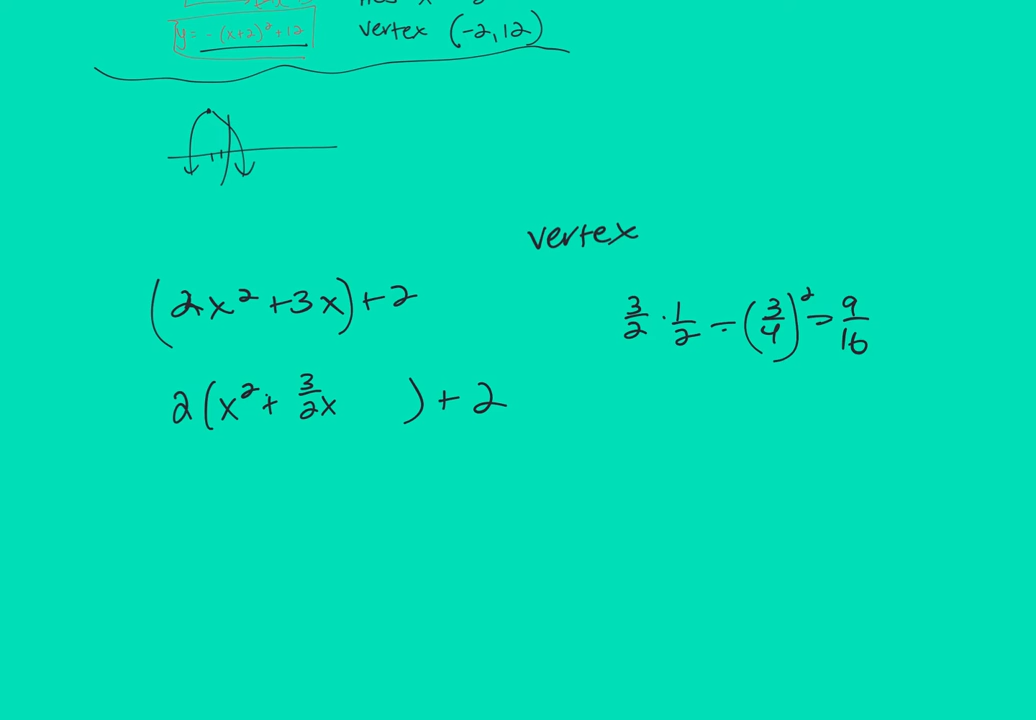 y = -(x+2)² + 12
vertex (-2, 12)
vertex
(2x² + 3x) + 2
3/2 · 1/2 = (3/4)² = 9/16
2(x² + 3/2x ) + 2